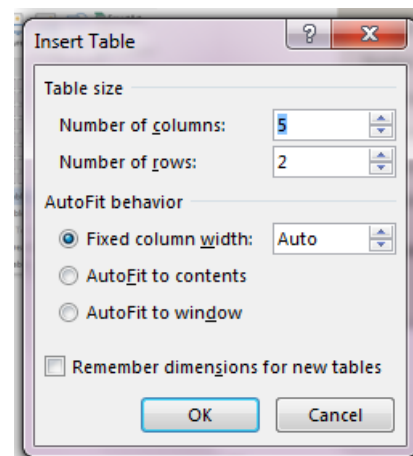 Insert Table
?
X
Table size
Number of columns: 5
Number of rows: 2
AutoFit behavior
Fixed column width: Auto
AutoFit to contents
AutoFit to window
Remember dimensions for new tables
OK Cancel